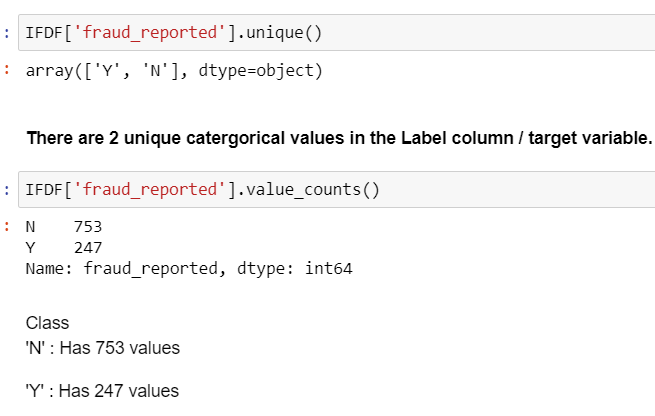 : IFDF['fraud_reported'].unique()
: array(['Y', 'N'], dtype=object)
There are 2 unique catergorical values in the Label column / target variable.
: IFDF['fraud_reported'].value_counts()
: N    753
Y    247
Name: fraud_reported, dtype: int64
Class
'N' : Has 753 values
'Y' : Has 247 values